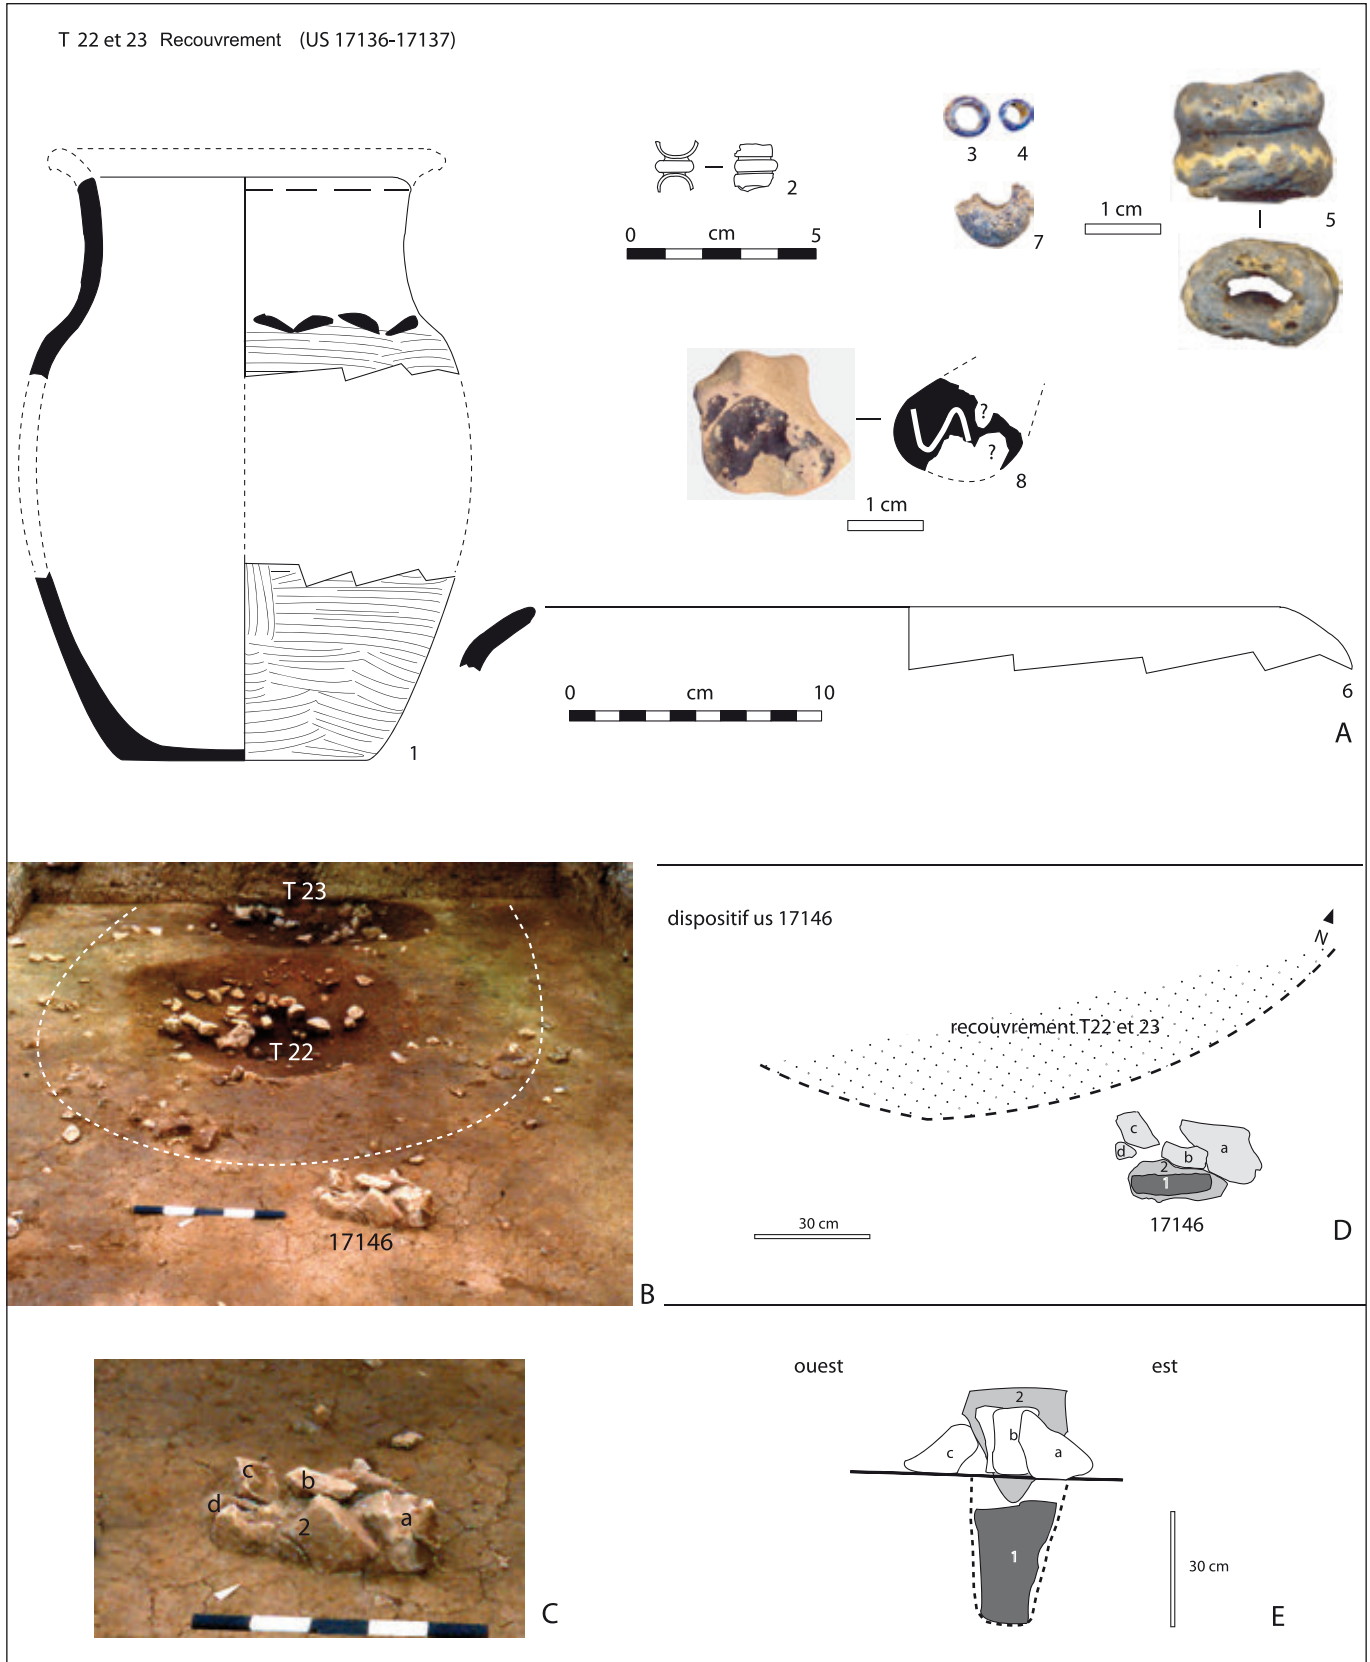 T 22 et 23 Recouvrement (US 17136-17137)
3 4
2
0 cm 5
7
1 cm
5
?
?
8
1 cm
0 cm 10
6
1
A
T 23
T 22
17146
B
dispositif us 17146
N
recouvrement T22 et 23
c
d
b
a
2
1
17146
30 cm
D
c
b
d
2
a
C
ouest est
2
b
c
a
1
30 cm
E